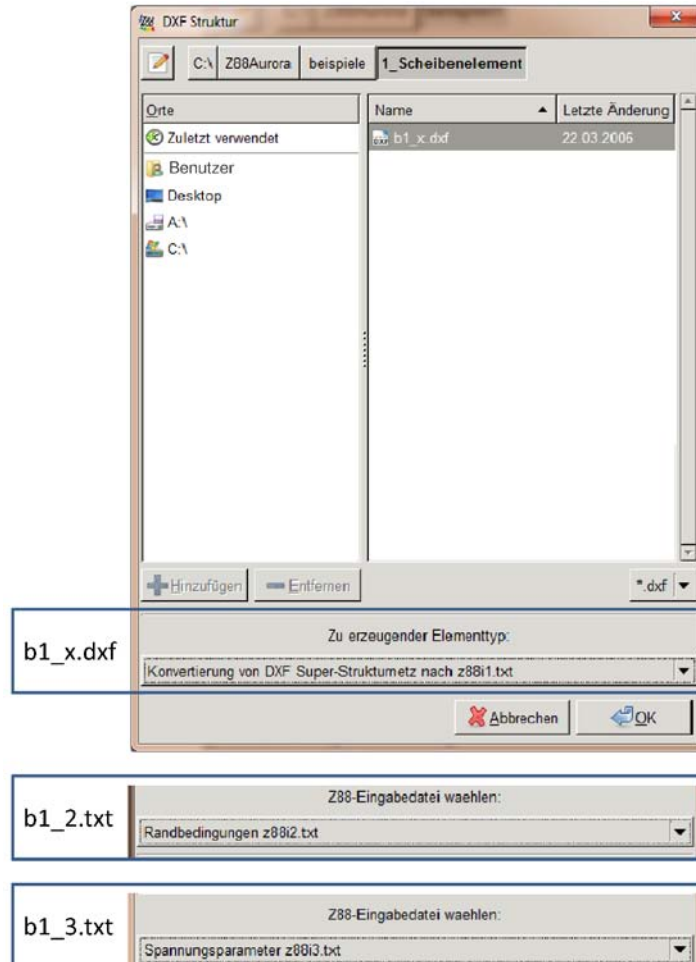 DXF Struktur
C:\ Z88Aurora beispiele 1_Scheibenelement
Orte
Name Letzte Änderung
Zuletzt verwendet
b1_x.dxf 22.03.2006
Benutzer
Desktop
A:\
C:\
Hinzufügen Entfernen *.dxf
b1_x.dxf
Zu erzeugender Elementtyp:
Konvertierung von DXF Super-Strukturnetz nach z88i1.txt
Abbrechen OK
b1_2.txt
Z88-Eingabedatei waehlen:
Randbedingungen z88i2.txt
b1_3.txt
Z88-Eingabedatei waehlen:
Spannungsparameter z88i3.txt